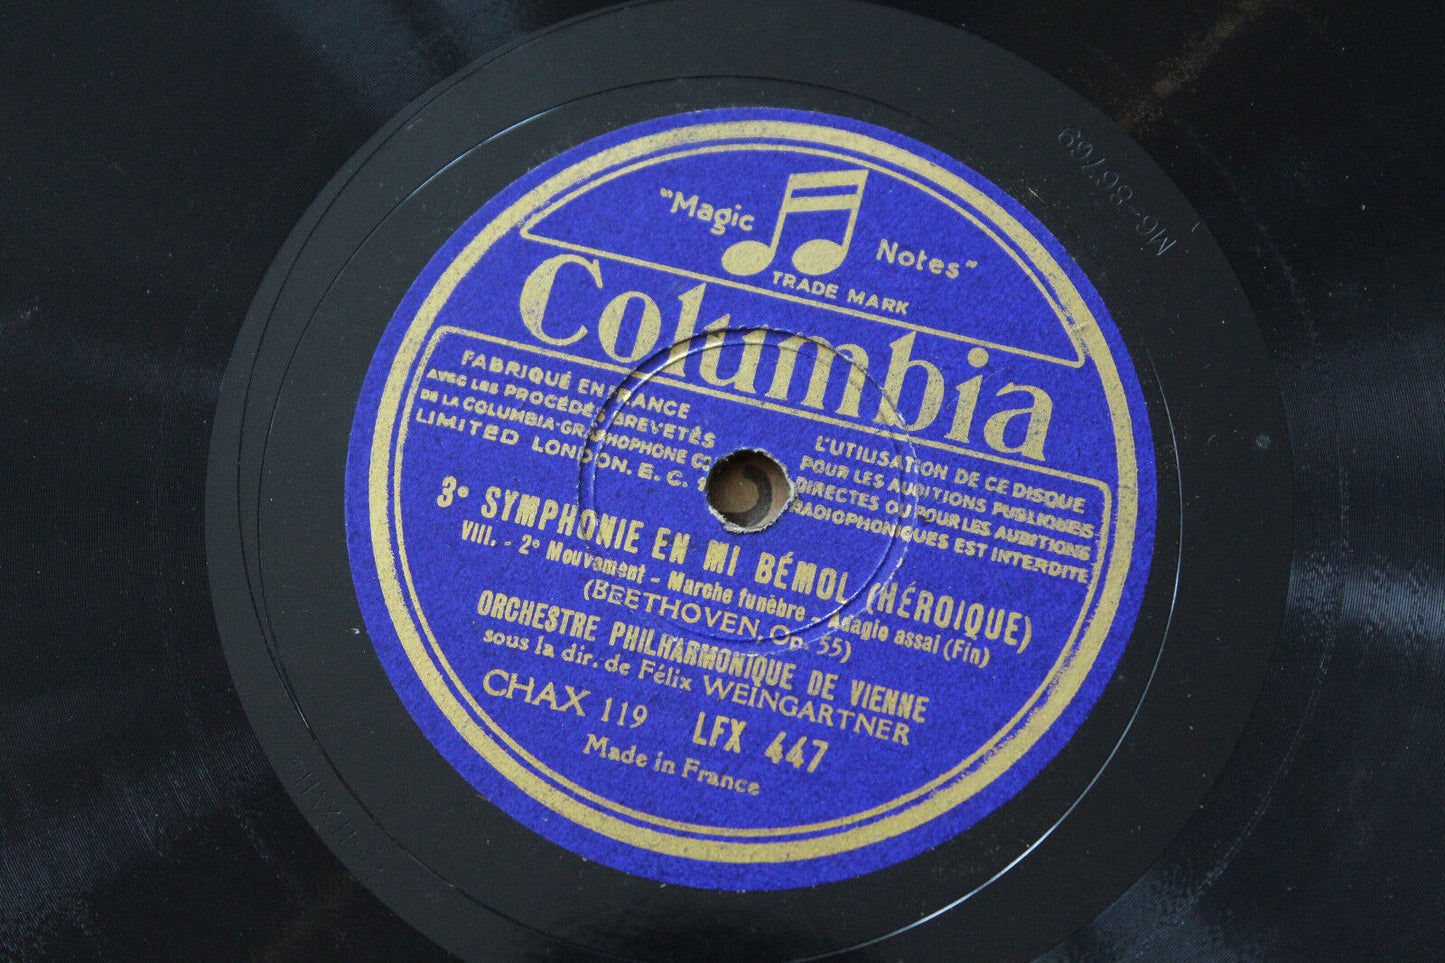 "Magic Notes"
TRADE MARK
Columbia
FABRIQUÉ EN FRANCE
AVEC LES PROCÉDÉS BREVETÉS
DE LA COLUMBIA-GRAPHOPHONE CO
LIMITED LONDON. E. C.
L'UTILISATION DE CE DISQUE
POUR LES AUDITIONS PUBLIQUES
DIRECTES OU POUR LES AUDITIONS
RADIOPHONIQUES EST INTERDITE
3e SYMPHONIE EN MI BÉMOL (HÉROIQUE)
VIII. - 2e Mouvement - Marche funèbre - Adagio assai (Fin)
(BEETHOVEN, Op. 55)
ORCHESTRE PHILHARMONIQUE DE VIENNE
sous la dir. de Félix WEINGARTNER
CHAX 119 LFX 447
Made in France
M6-86769